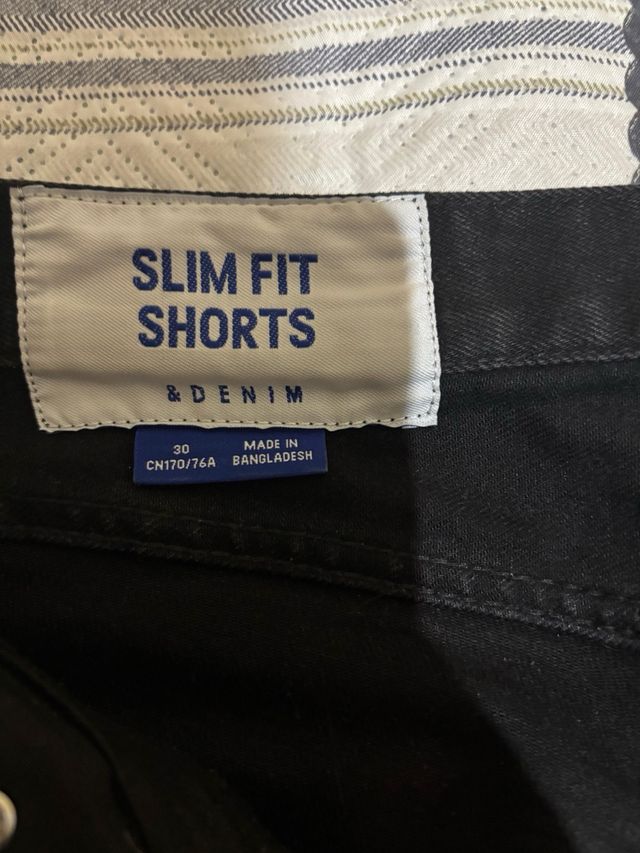 SLIM FIT
SHORTS
& DENIM
30
CN170/76A
MADE IN
BANGLADESH